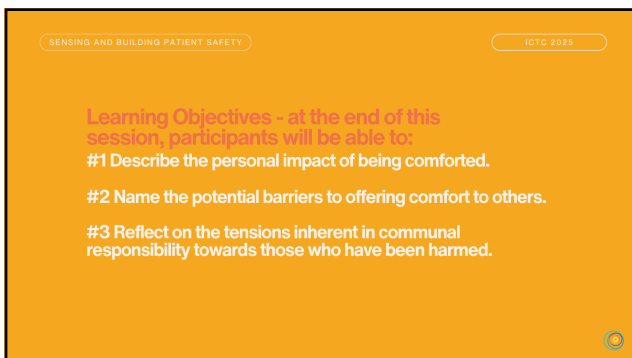 SENSING AND BUILDING PATIENT SAFETY
ICTC 2025
Learning Objectives - at the end of this
session, participants will be able to:
#1 Describe the personal impact of being comforted.
#2 Name the potential barriers to offering comfort to others.
#3 Reflect on the tensions inherent in communal
responsibility towards those who have been harmed.